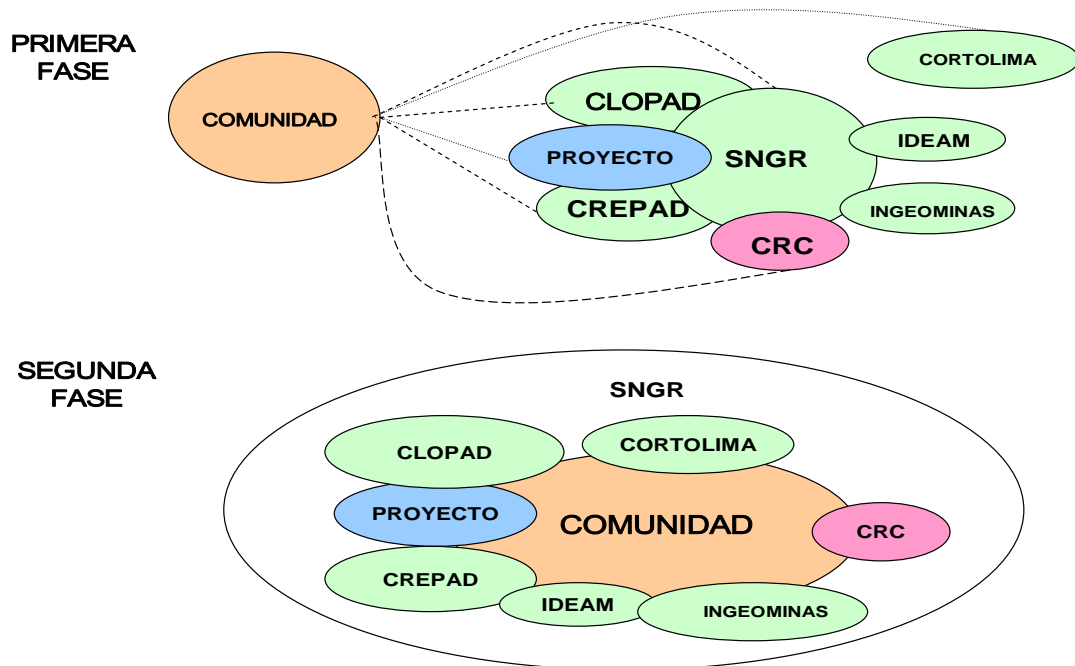 PRIMERA
FASE
COMUNIDAD
CORTOLIMA
CLOPAD
IDEAM
PROYECTO
SNGR
CREPAD
INGEOMINAS
CRC
SEGUNDA
FASE
SNGR
CLOPAD
CORTOLIMA
PROYECTO
COMUNIDAD
CRC
CREPAD
IDEAM
INGEOMINAS